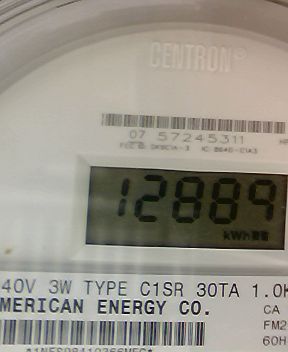 CENTRON®
07 57245311
12889
kWh
40V 3W TYPE C1SR 30TA 1.0K
MERICAN ENERGY CO.
CA
FM2
60H